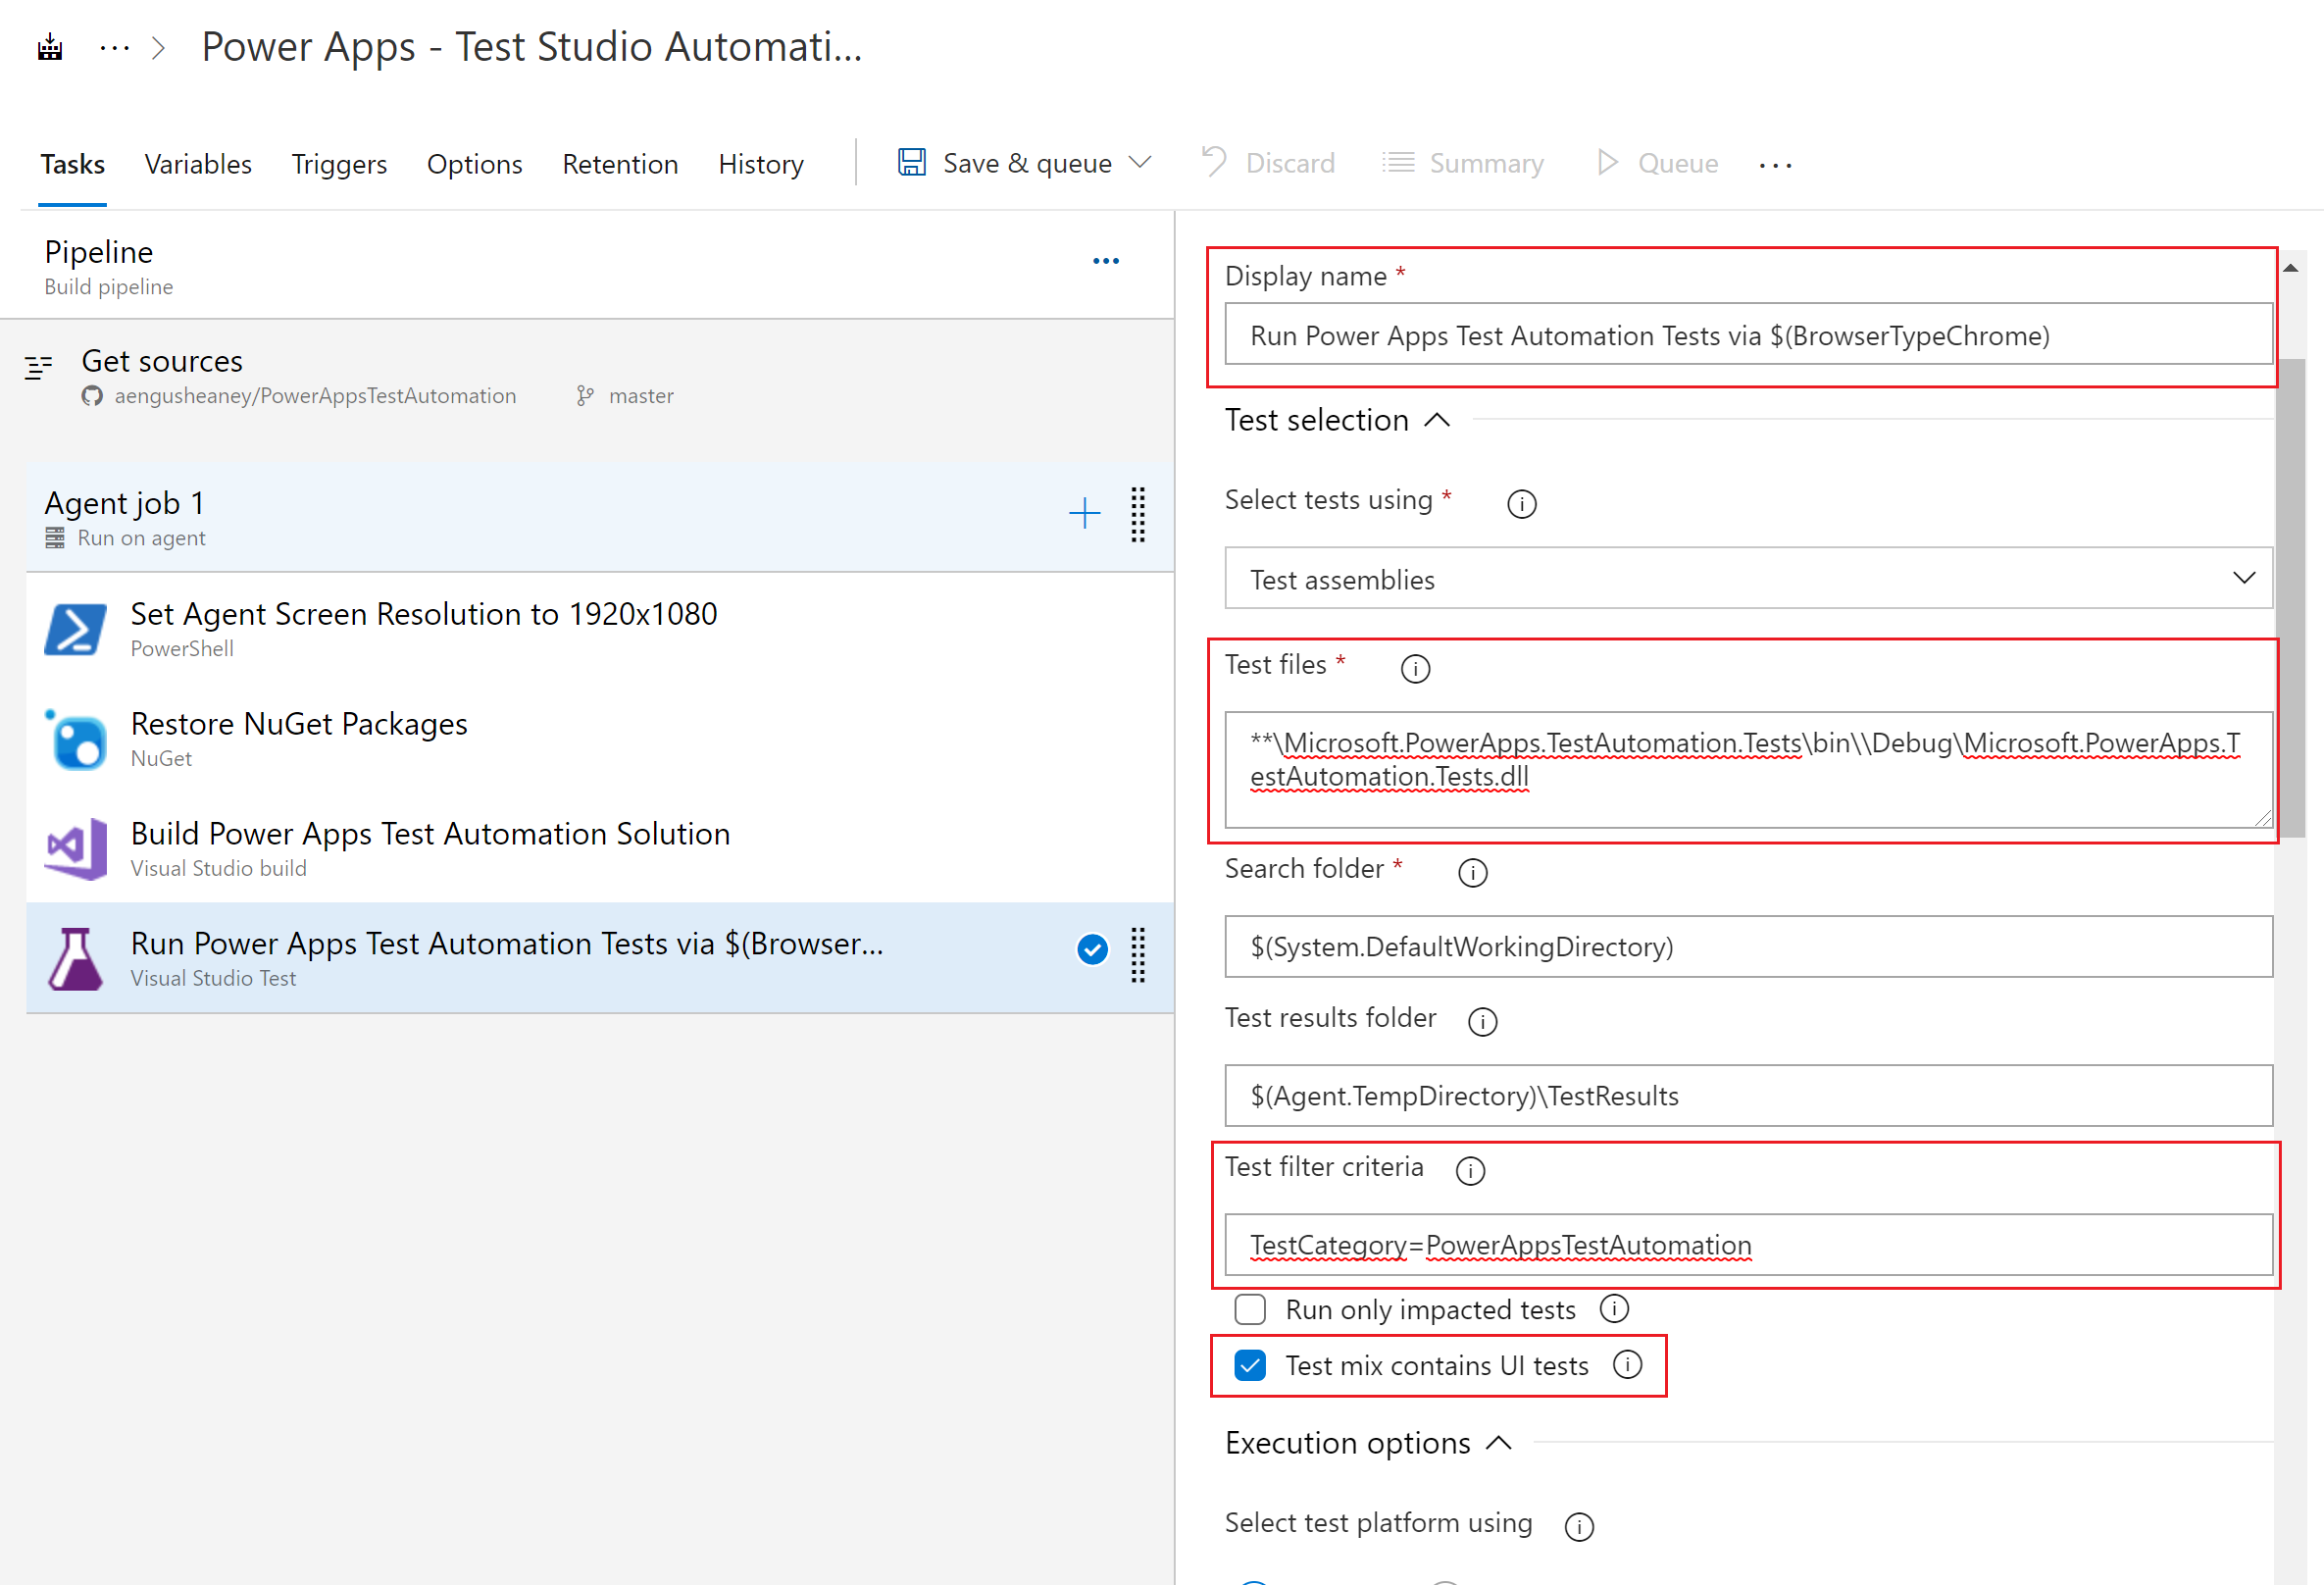 Power Apps - Test Studio Automati...
Tasks Variables Triggers Options Retention History Save & queue Discard Summary Queue ...
Pipeline
Build pipeline
Get sources
aengusheaney/PowerAppsTestAutomation master
Agent job 1
Run on agent
Set Agent Screen Resolution to 1920x1080
PowerShell
Restore NuGet Packages
NuGet
Build Power Apps Test Automation Solution
Visual Studio build
Run Power Apps Test Automation Tests via $(Browser...
Visual Studio Test
Display name *
Run Power Apps Test Automation Tests via $(BrowserTypeChrome)
Test selection
Select tests using *
Test assemblies
Test files *
**\Microsoft.PowerApps.TestAutomation.Tests\bin\\Debug\Microsoft.PowerApps.T
estAutomation.Tests.dll
Search folder *
$(System.DefaultWorkingDirectory)
Test results folder
$(Agent.TempDirectory)\TestResults
Test filter criteria
TestCategory=PowerAppsTestAutomation
Run only impacted tests
Test mix contains UI tests
Execution options
Select test platform using